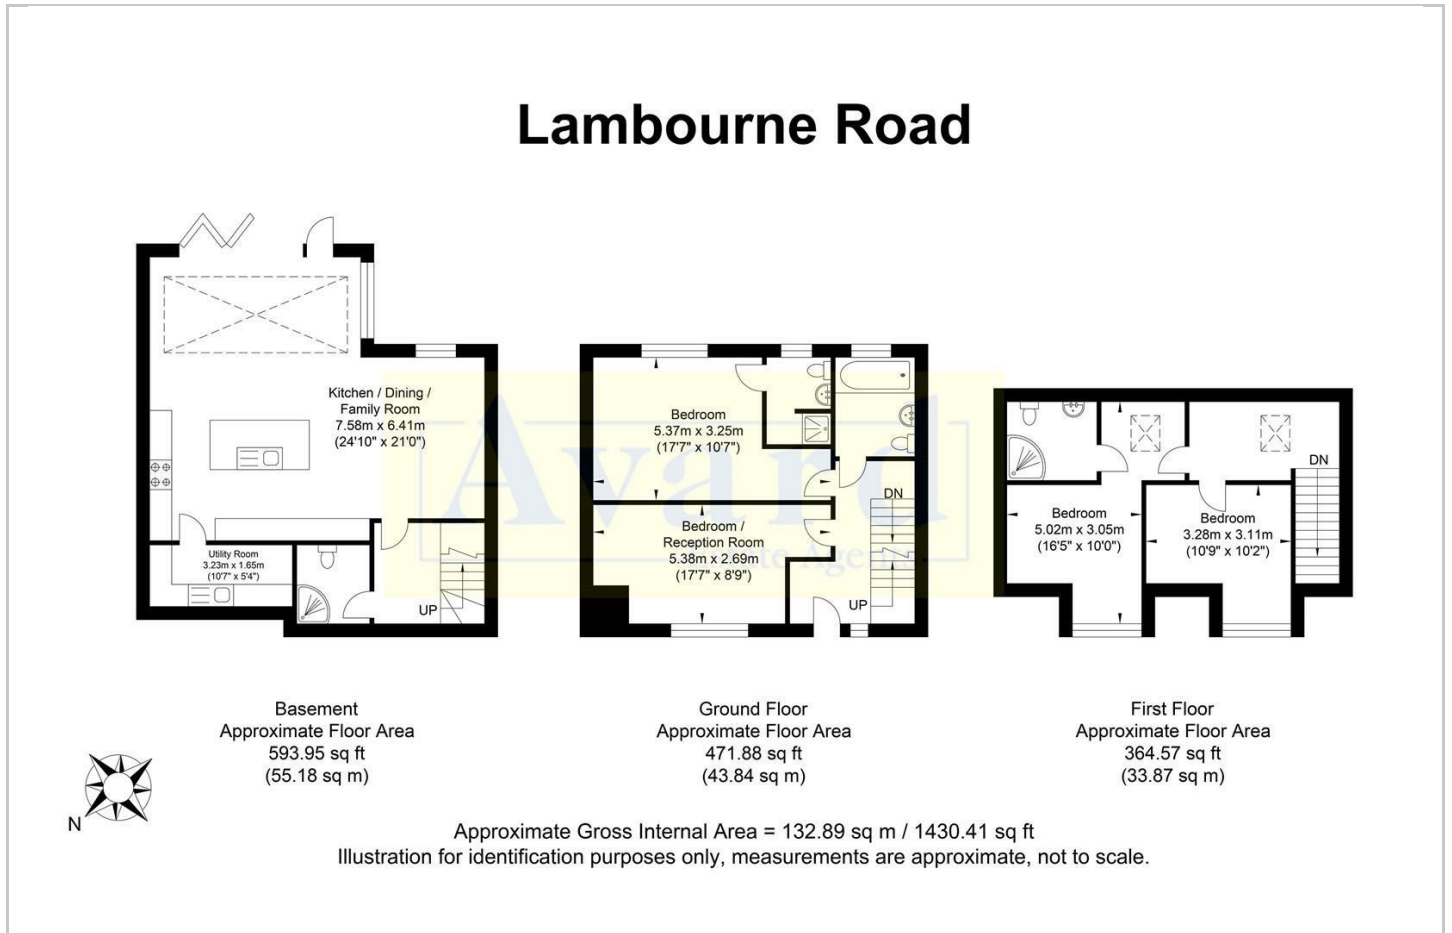 Lambourne Road
Kitchen / Dining /
Family Room
7.58m x 6.41m
(24'10" x 21'0")
Utility Room
3.23m x 1.65m
(10'7" x 5'4")
UP
Bedroom
5.37m x 3.25m
(17'7" x 10'7")
Bedroom /
Reception Room
5.38m x 2.69m
(17'7" x 8'9")
DN
UP
Bedroom
5.02m x 3.05m
(16'5" x 10'0")
Bedroom
3.28m x 3.11m
(10'9" x 10'2")
DN
Avard
Estate Agents
Basement
Approximate Floor Area
593.95 sq ft
(55.18 sq m)
Ground Floor
Approximate Floor Area
471.88 sq ft
(43.84 sq m)
First Floor
Approximate Floor Area
364.57 sq ft
(33.87 sq m)
N
Approximate Gross Internal Area = 132.89 sq m / 1430.41 sq ft
Illustration for identification purposes only, measurements are approximate, not to scale.